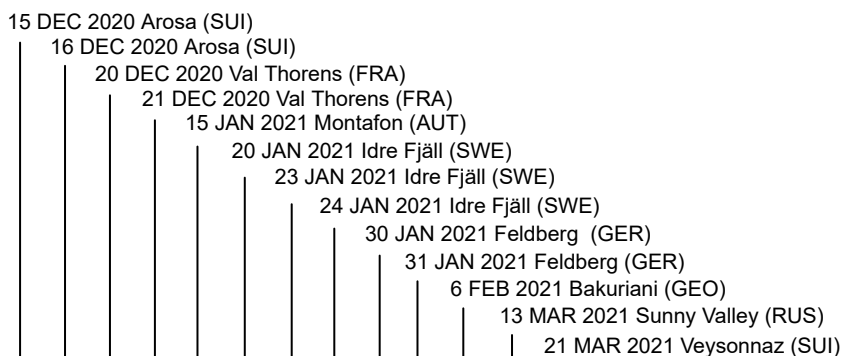 15 DEC 2020 Arosa (SUI)
16 DEC 2020 Arosa (SUI)
20 DEC 2020 Val Thorens (FRA)
21 DEC 2020 Val Thorens (FRA)
15 JAN 2021 Montafon (AUT)
20 JAN 2021 Idre Fjäll (SWE)
23 JAN 2021 Idre Fjäll (SWE)
24 JAN 2021 Idre Fjäll (SWE)
30 JAN 2021 Feldberg (GER)
31 JAN 2021 Feldberg (GER)
6 FEB 2021 Bakuriani (GEO)
13 MAR 2021 Sunny Valley (RUS)
21 MAR 2021 Veysonnaz (SUI)